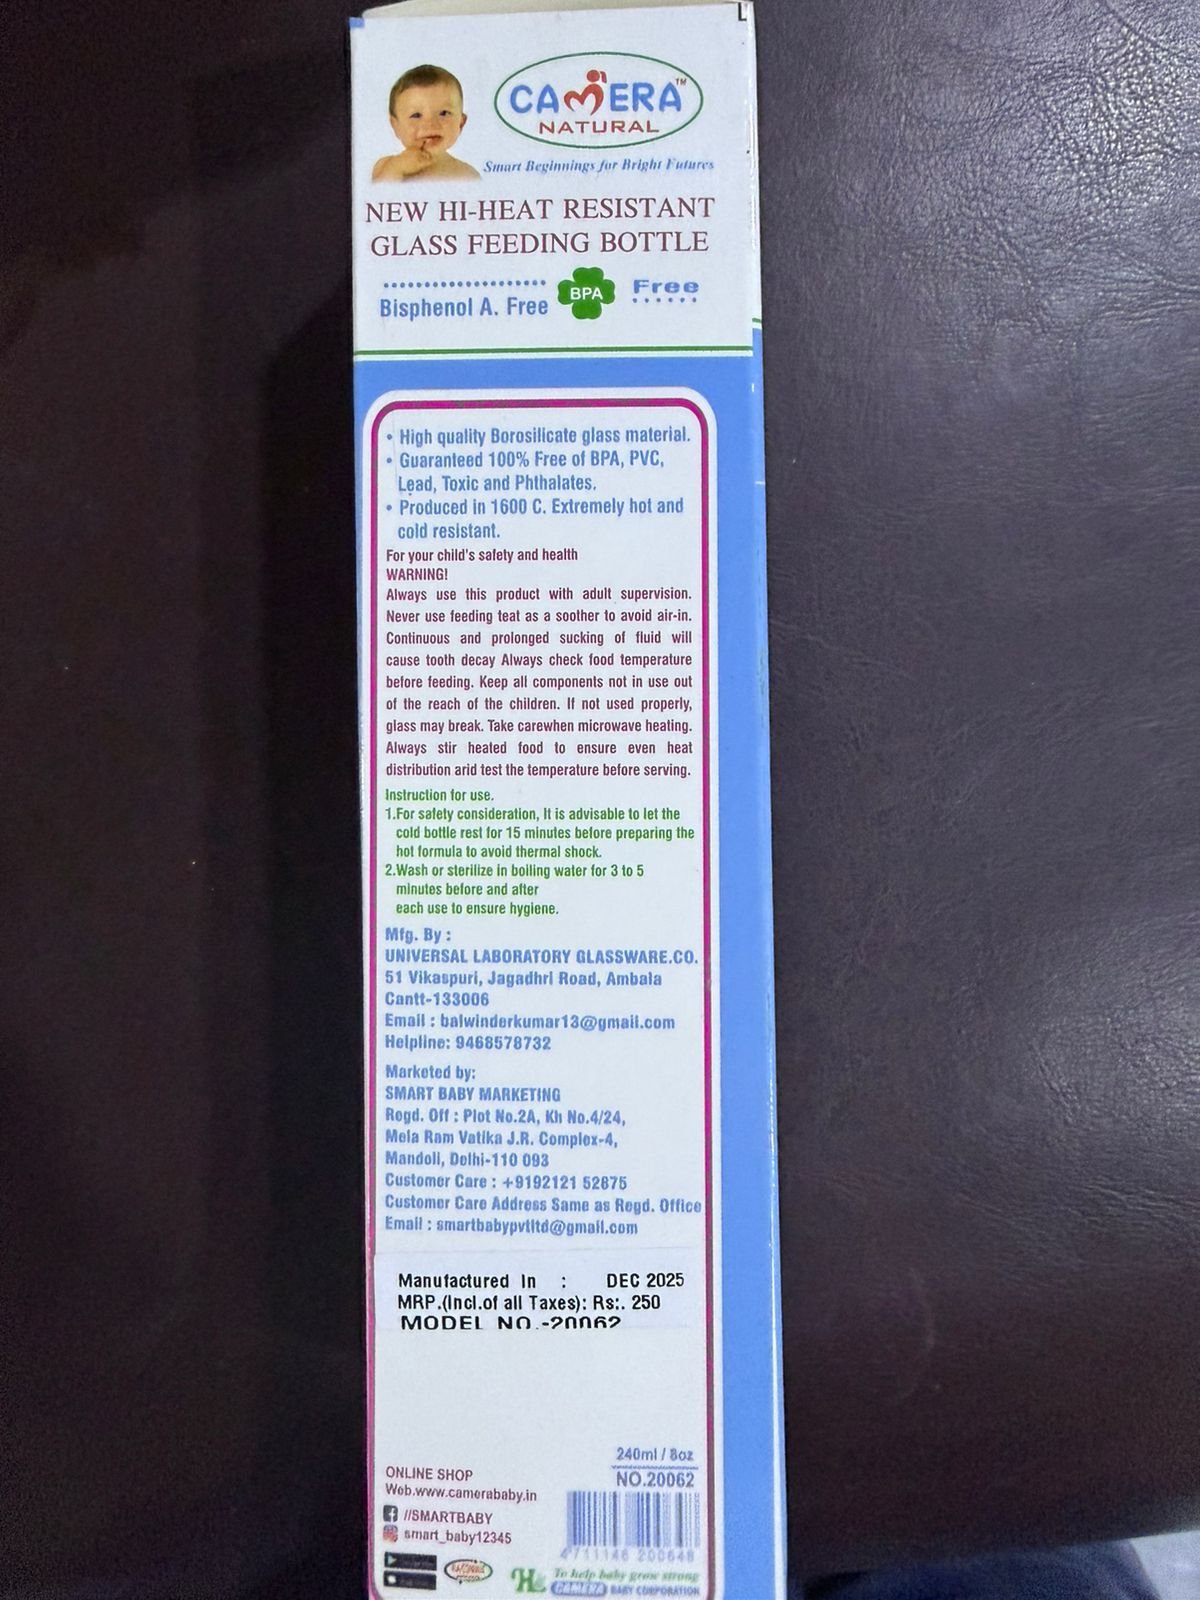 CAMERA™
NATURAL
Smart Beginnings for Bright Futures
NEW HI-HEAT RESISTANT
GLASS FEEDING BOTTLE
Bisphenol A. Free BPA Free
• High quality Borosilicate glass material.
• Guaranteed 100% Free of BPA, PVC,
Lead, Toxic and Phthalates.
• Produced in 1600 C. Extremely hot and
cold resistant.
For your child's safety and health
WARNING!
Always use this product with adult supervision.
Never use feeding teat as a soother to avoid air-in.
Continuous and prolonged sucking of fluid will
cause tooth decay Always check food temperature
before feeding. Keep all components not in use out
of the reach of the children. If not used properly,
glass may break. Take carewhen microwave heating.
Always stir heated food to ensure even heat
distribution arid test the temperature before serving.
Instruction for use.
1.For safety consideration, It is advisable to let the
cold bottle rest for 15 minutes before preparing the
hot formula to avoid thermal shock.
2.Wash or sterilize in boiling water for 3 to 5
minutes before and after
each use to ensure hygiene.
Mfg. By :
UNIVERSAL LABORATORY GLASSWARE.CO.
51 Vikaspuri, Jagadhri Road, Ambala
Cantt-133006
Email : balwinderkumar13@gmail.com
Helpline: 9468578732
Marketed by:
SMART BABY MARKETING
Regd. Off : Plot No.2A, Kh No.4/24,
Mela Ram Vatika J.R. Complex-4,
Mandoli, Delhi-110 093
Customer Care : +9192121 52875
Customer Care Address Same as Regd. Office
Email : smartbabypvtltd@gmail.com
Manufactured In : DEC 2025
MRP.(Incl.of all Taxes): Rs:. 250
MODEL NO.-20062
240ml / 8oz
NO.20062
ONLINE SHOP
Web.www.camerababy.in
//SMARTBABY
smart_baby12345
4 711146 200648
To help baby grow strong
CAMERA BABY CORPORATION